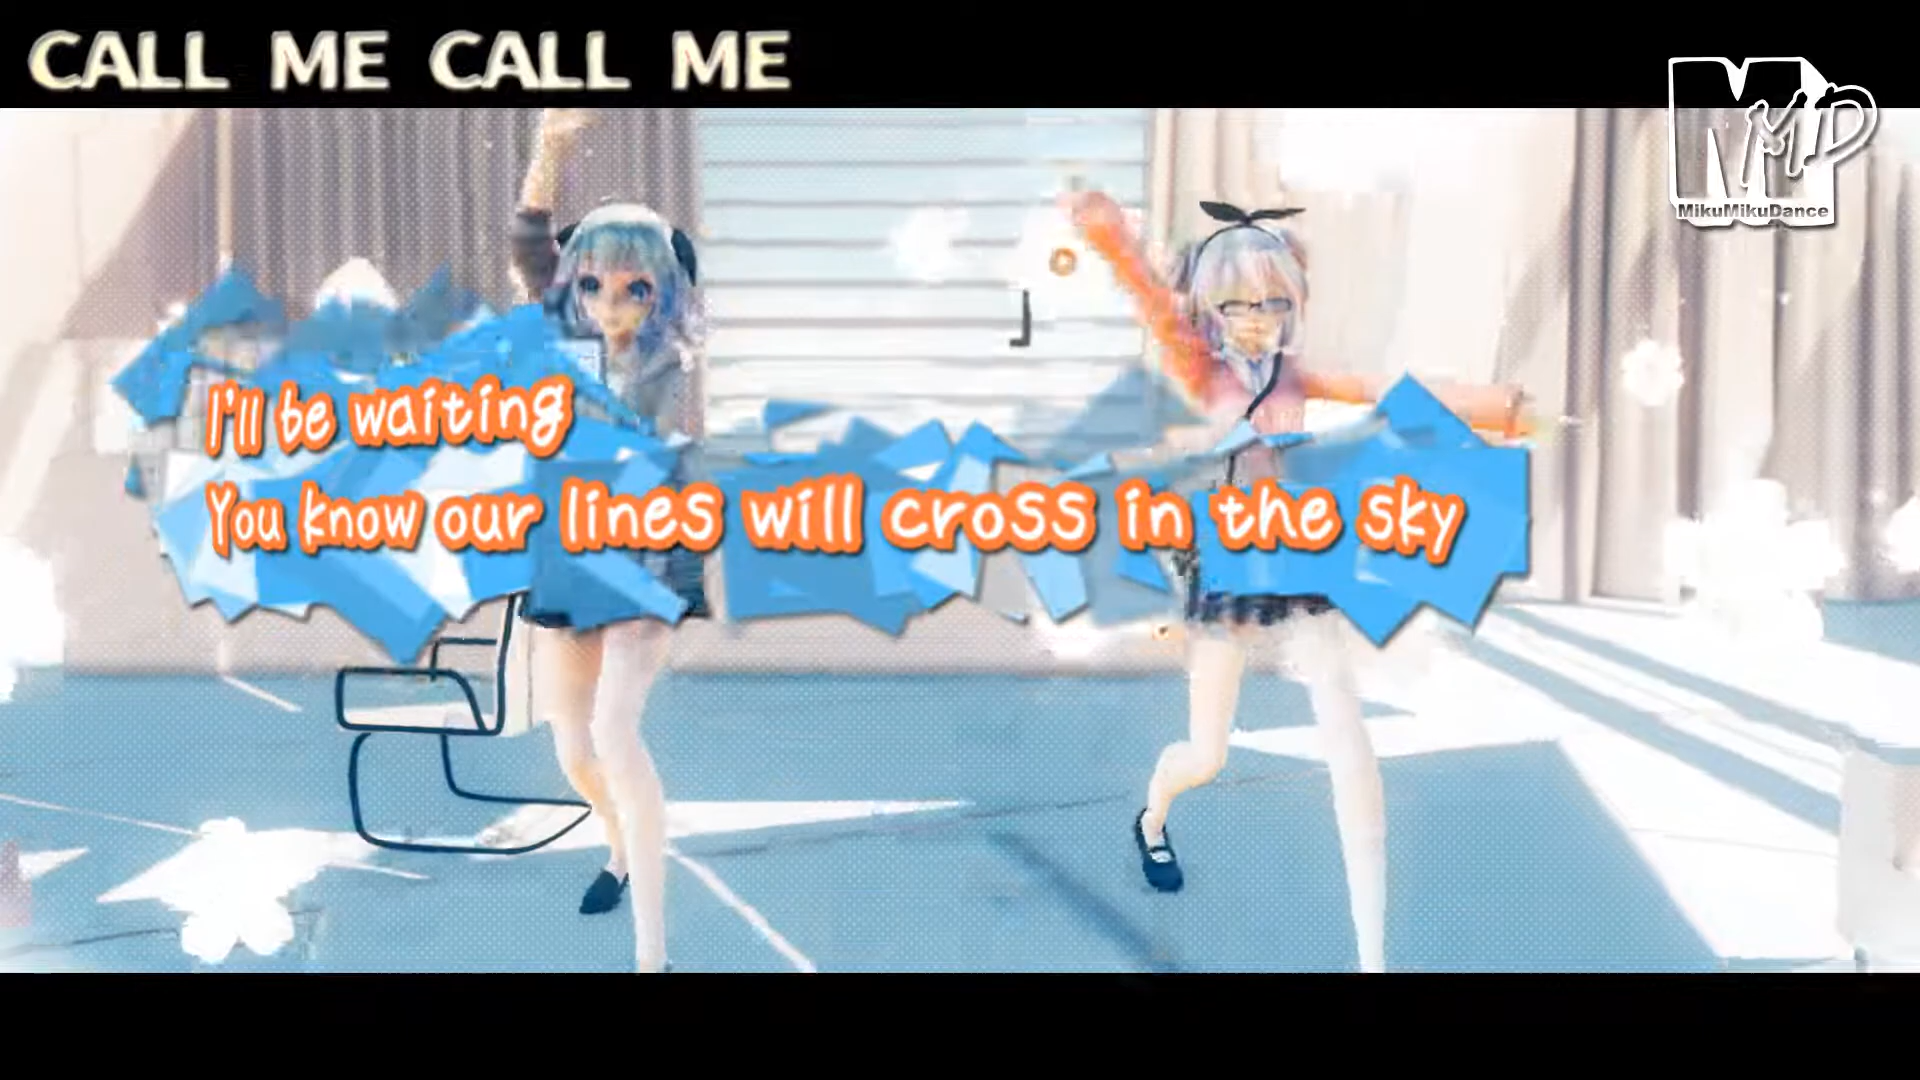 CALL ME CALL ME
MMD
MikuMikuDance
I'll be waiting
You know our lines will cross in the sky